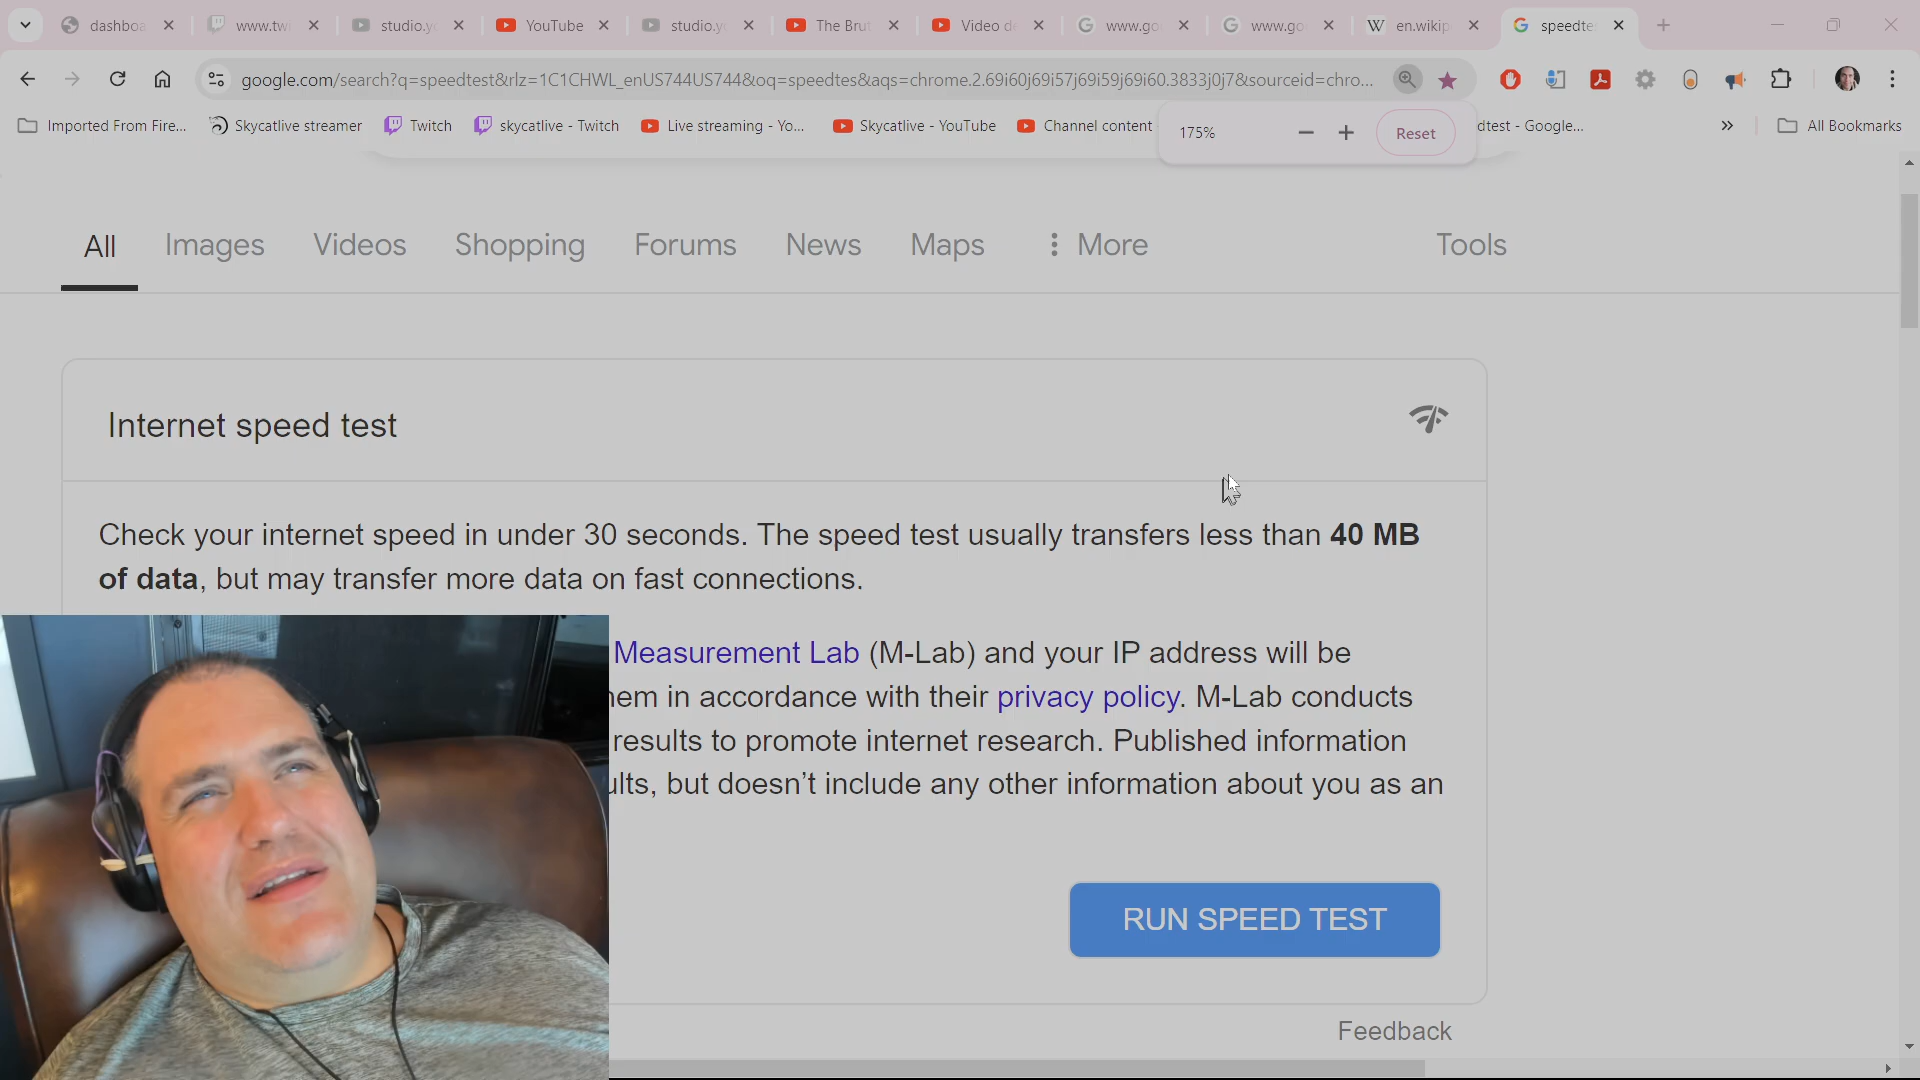 dashboa
www.twi
studio.yo
YouTube
studio.yo
The Brut
Video de
www.go
www.go
en.wikip
speedtes
google.com/search?q=speedtest&rlz=1C1CHWL_enUS744US744&oq=speedtes&aqs=chrome.2.69i60j69i57j69i59j69i60.3833j0j7&sourceid=chro...
Imported From Fire...
Skycatlive streamer
Twitch
skycatlive - Twitch
Live streaming - Yo...
Skycatlive - YouTube
Channel content
dtest - Google...
»
All Bookmarks
175%
Reset
All
Images
Videos
Shopping
Forums
News
Maps
More
Tools
Internet speed test
Check your internet speed in under 30 seconds. The speed test usually transfers less than 40 MB
of data, but may transfer more data on fast connections.
Measurement Lab (M-Lab) and your IP address will be
hem in accordance with their privacy policy. M-Lab conducts
results to promote internet research. Published information
ults, but doesn't include any other information about you as an
RUN SPEED TEST
Feedback